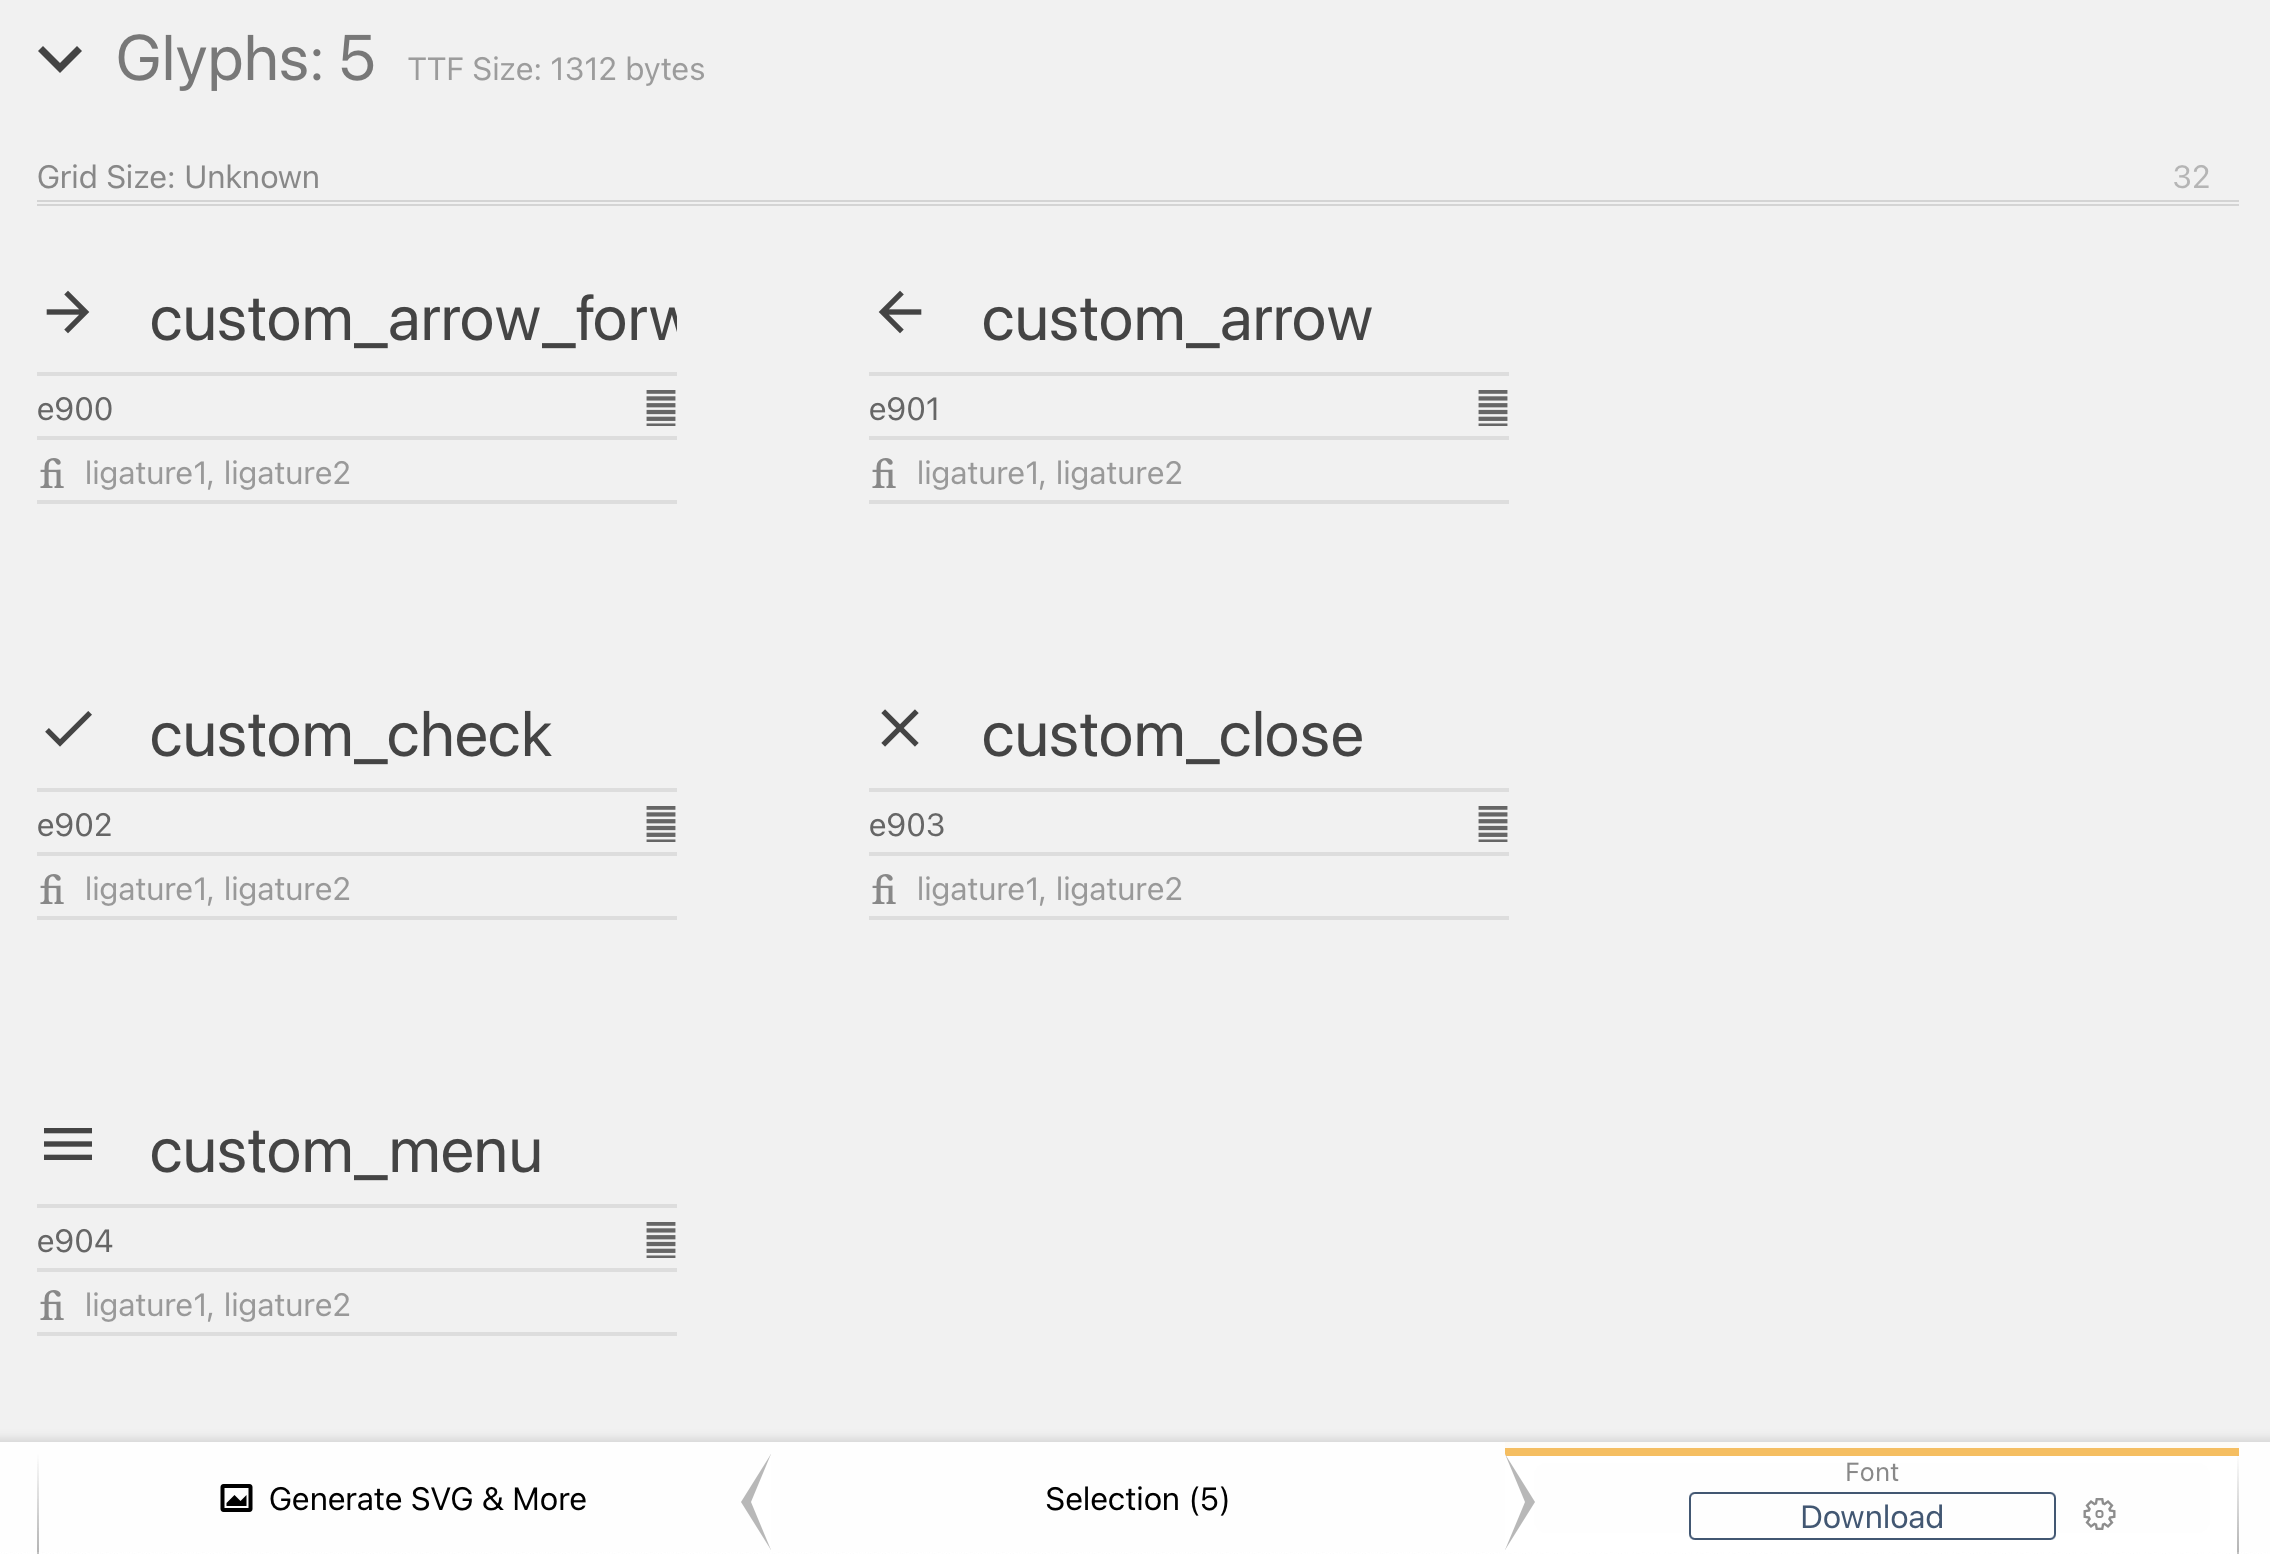 Glyphs: 5 TTF Size: 1312 bytes
Grid Size: Unknown 32
custom_arrow_forw custom_arrow
e900 e901
fi ligature1, ligature2 fi ligature1, ligature2
custom_check custom_close
e902 e903
fi ligature1, ligature2 fi ligature1, ligature2
custom_menu
e904
fi ligature1, ligature2
Generate SVG & More Selection (5) Font
Download